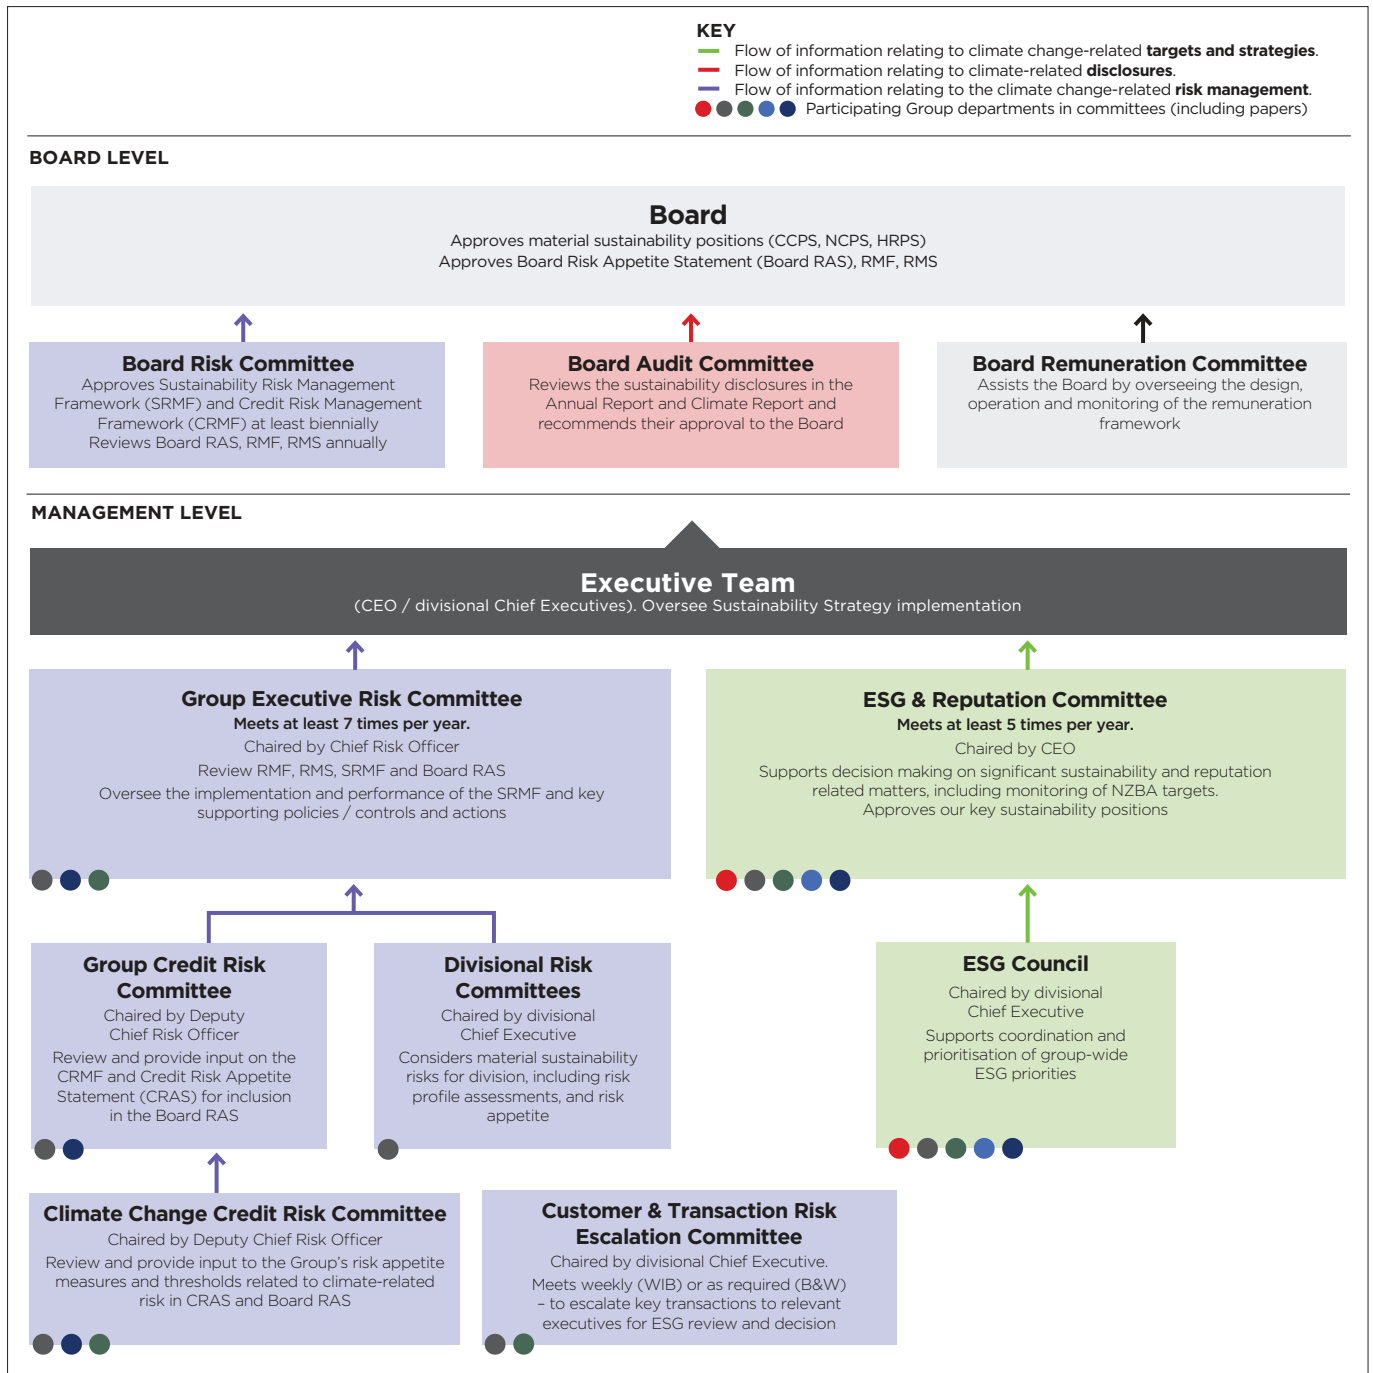 KEY
Flow of information relating to climate change-related targets and strategies.
Flow of information relating to climate-related disclosures.
Flow of information relating to the climate change-related risk management.
Participating Group departments in committees (including papers)
BOARD LEVEL
Board
Approves material sustainability positions (CCPS, NCPS, HRPS)
Approves Board Risk Appetite Statement (Board RAS), RMF, RMS
Board Risk Committee
Approves Sustainability Risk Management
Framework (SRMF) and Credit Risk Management
Framework (CRMF) at least biennially
Reviews Board RAS, RMF, RMS annually
Board Audit Committee
Reviews the sustainability disclosures in the
Annual Report and Climate Report and
recommends their approval to the Board
Board Remuneration Committee
Assists the Board by overseeing the design,
operation and monitoring of the remuneration
framework
MANAGEMENT LEVEL
Executive Team
(CEO / divisional Chief Executives). Oversee Sustainability Strategy implementation
Group Executive Risk Committee
Meets at least 7 times per year.
Chaired by Chief Risk Officer
Review RMF, RMS, SRMF and Board RAS
Oversee the implementation and performance of the SRMF and key
supporting policies / controls and actions
ESG & Reputation Committee
Meets at least 5 times per year.
Chaired by CEO
Supports decision making on significant sustainability and reputation
related matters, including monitoring of NZBA targets.
Approves our key sustainability positions
Group Credit Risk
Committee
Chaired by Deputy
Chief Risk Officer
Review and provide input on the
CRMF and Credit Risk Appetite
Statement (CRAS) for inclusion
in the Board RAS
Divisional Risk
Committees
Chaired by divisional
Chief Executive
Considers material sustainability
risks for division, including risk
profile assessments, and risk
appetite
ESG Council
Chaired by divisional
Chief Executive
Supports coordination and
prioritisation of group-wide
ESG priorities
Climate Change Credit Risk Committee
Chaired by Deputy Chief Risk Officer
Review and provide input to the Group's risk appetite
measures and thresholds related to climate-related
risk in CRAS and Board RAS
Customer & Transaction Risk
Escalation Committee
Chaired by divisional Chief Executive.
Meets weekly (WIB) or as required (B&W)
– to escalate key transactions to relevant
executives for ESG review and decision